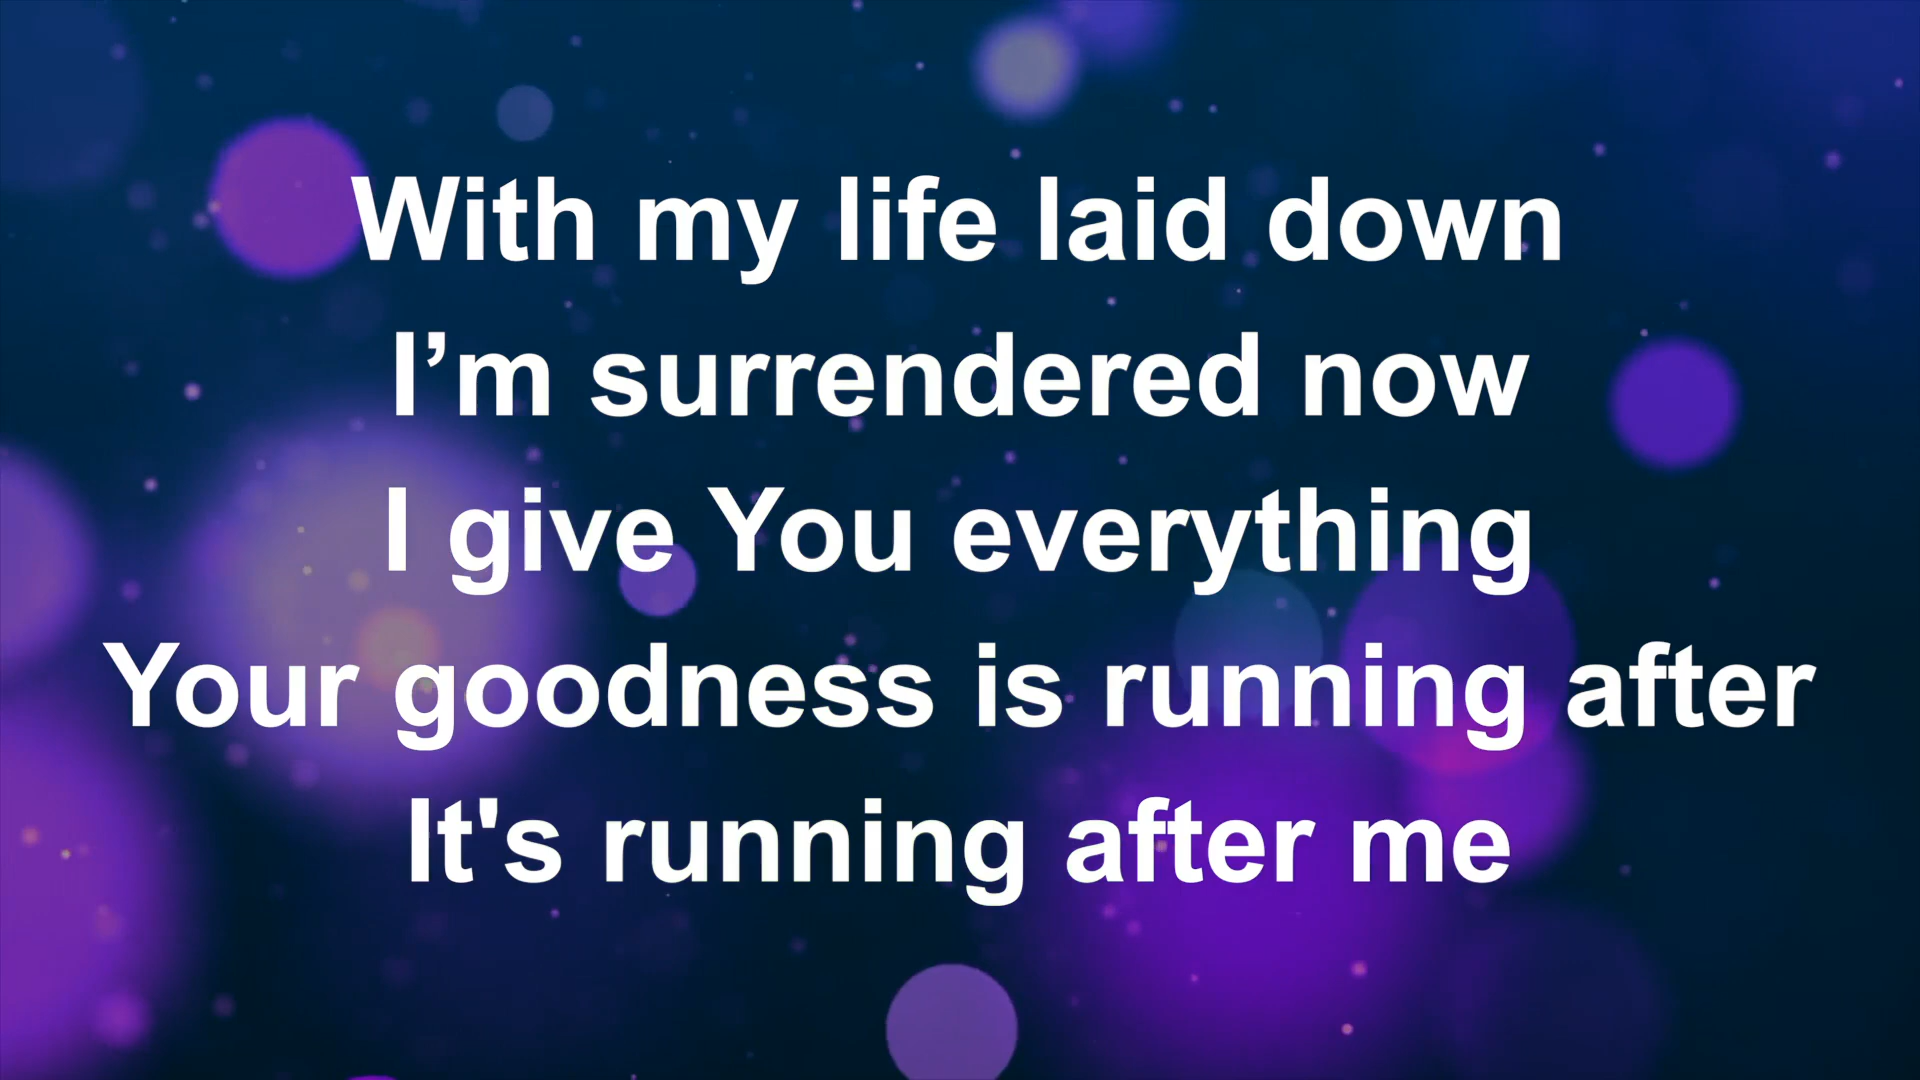 With my life laid down
I’m surrendered now
I give You everything
Your goodness is running after
It's running after me